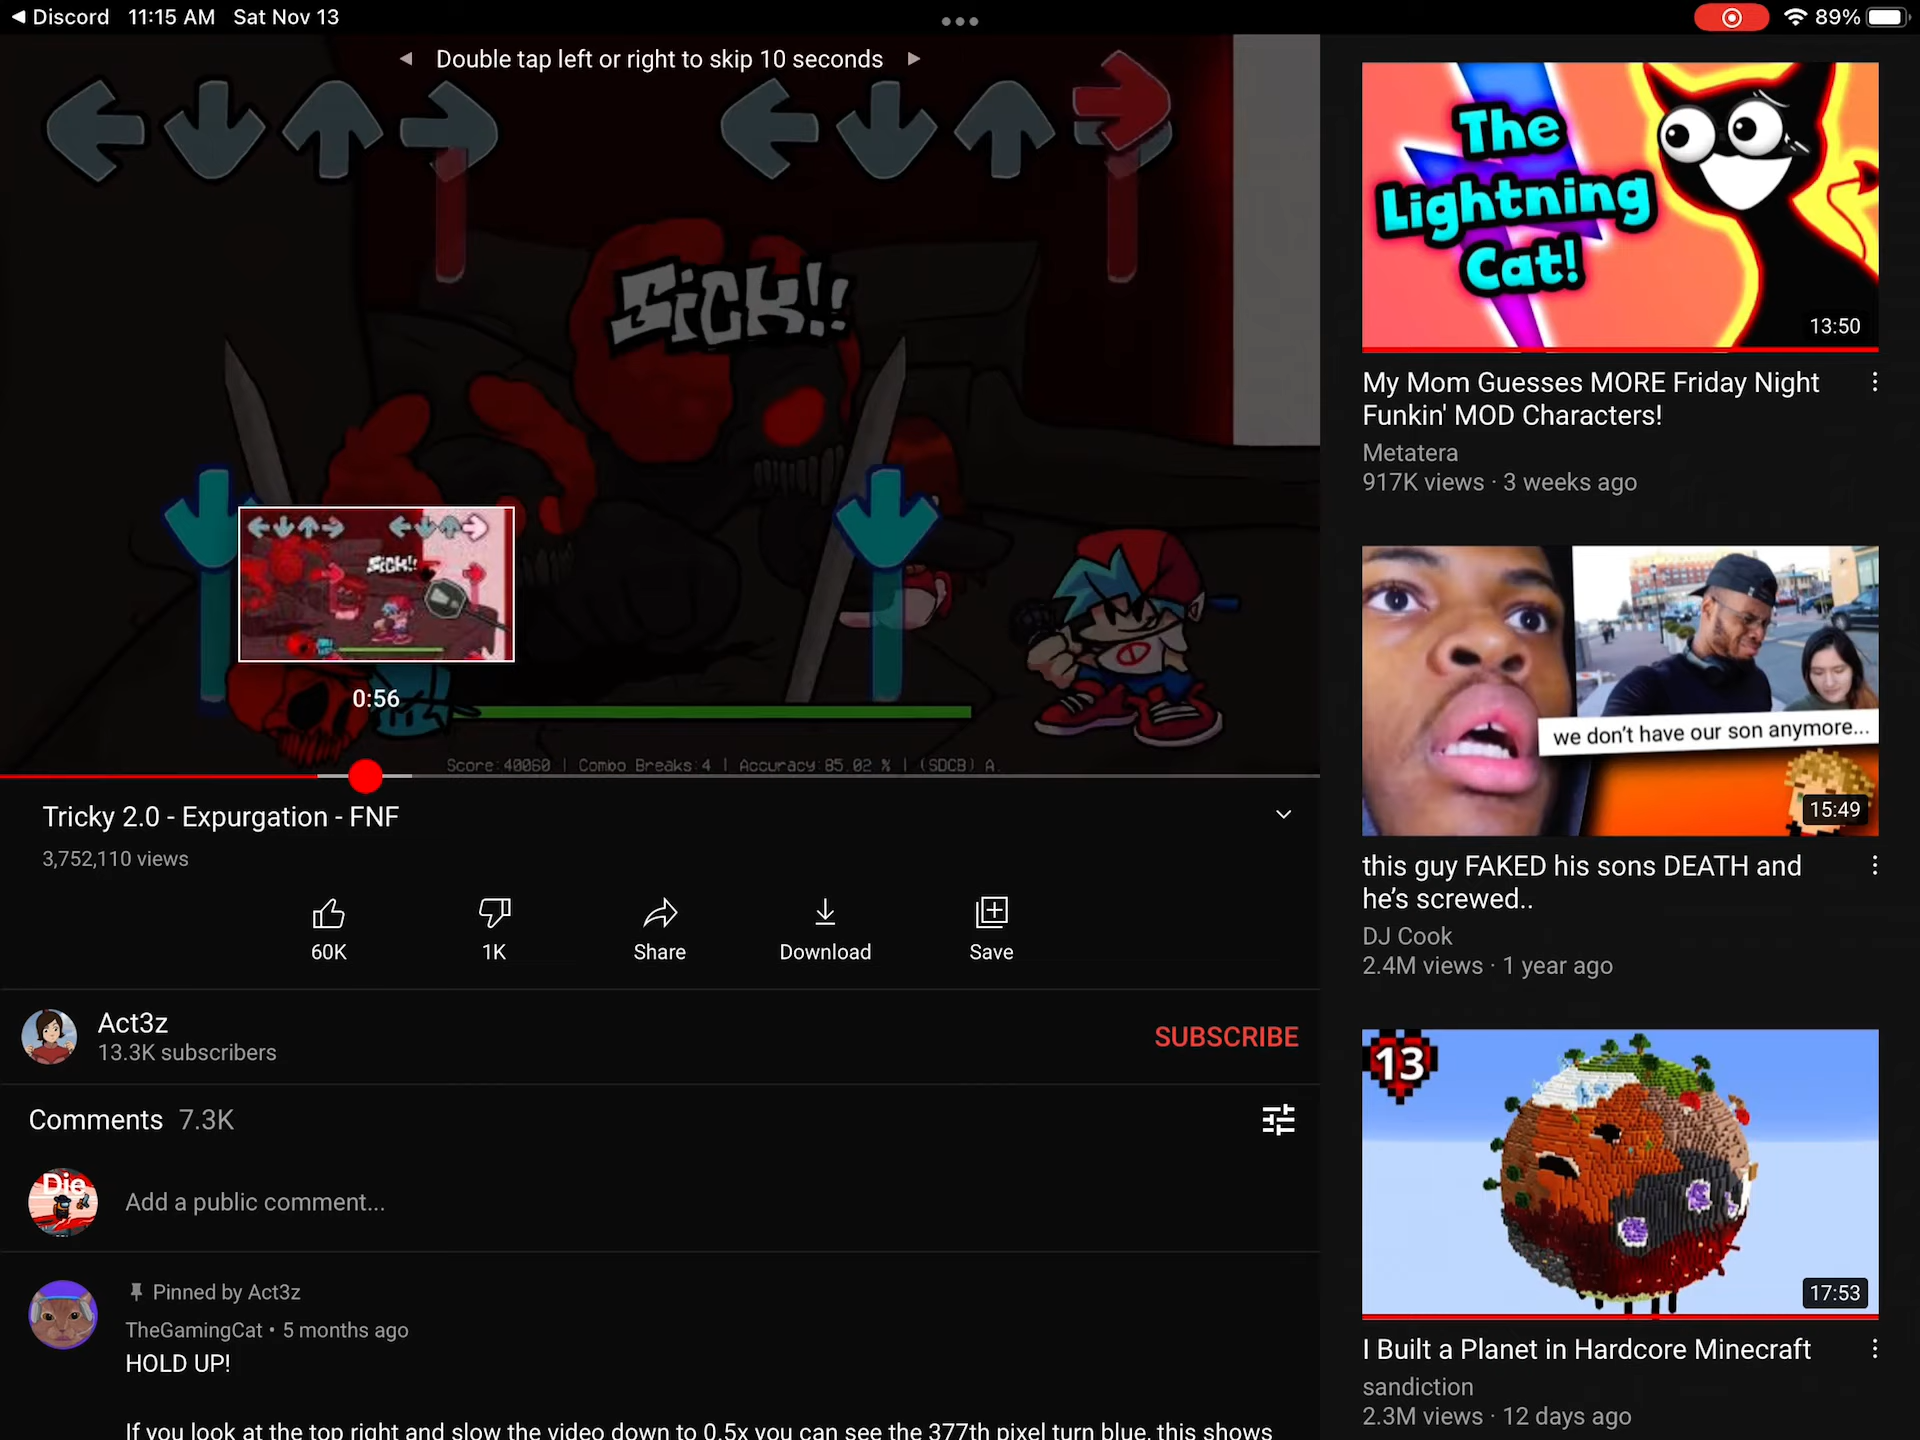 Discord 11:15 AM Sat Nov 13
89%
Double tap left or right to skip 10 seconds
SiCK!!
SiCK!!
0:56
Score:40060 | Combo Breaks:4 | Accuracy:85.02 % | (SDCB) A.
Tricky 2.0 - Expurgation - FNF
3,752,110 views
60K
1K
Share
Download
Save
Act3z
13.3K subscribers
SUBSCRIBE
Comments 7.3K
Die
Add a public comment...
Pinned by Act3z
TheGamingCat • 5 months ago
HOLD UP!
If you look at the top right and slow the video down to 0.5x you can see the 377th pixel turn blue, this shows
The
Lightning
Cat!
13:50
My Mom Guesses MORE Friday Night
Funkin' MOD Characters!
Metatera
917K views · 3 weeks ago
we don't have our son anymore...
15:49
this guy FAKED his sons DEATH and
he's screwed..
DJ Cook
2.4M views · 1 year ago
13
17:53
I Built a Planet in Hardcore Minecraft
sandiction
2.3M views · 12 days ago